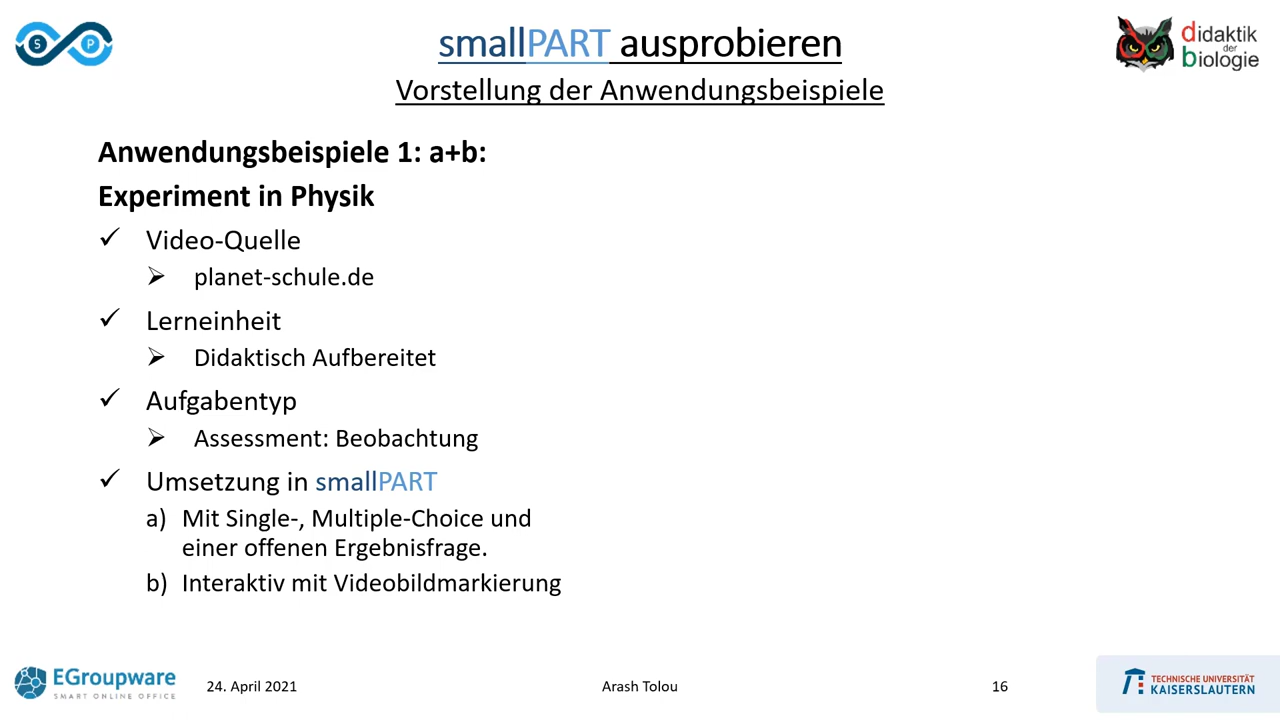 S P
smallPART ausprobieren
didaktik
der
biologie
Vorstellung der Anwendungsbeispiele
Anwendungsbeispiele 1: a+b:
Experiment in Physik
✓ Video-Quelle
➢ planet-schule.de
✓ Lerneinheit
➢ Didaktisch Aufbereitet
✓ Aufgabentyp
➢ Assessment: Beobachtung
✓ Umsetzung in smallPART
a) Mit Single-, Multiple-Choice und
einer offenen Ergebnisfrage.
b) Interaktiv mit Videobildmarkierung
EGroupware
SMART ONLINE OFFICE
24. April 2021
Arash Tolou
16
TECHNISCHE UNIVERSITÄT
KAISERSLAUTERN